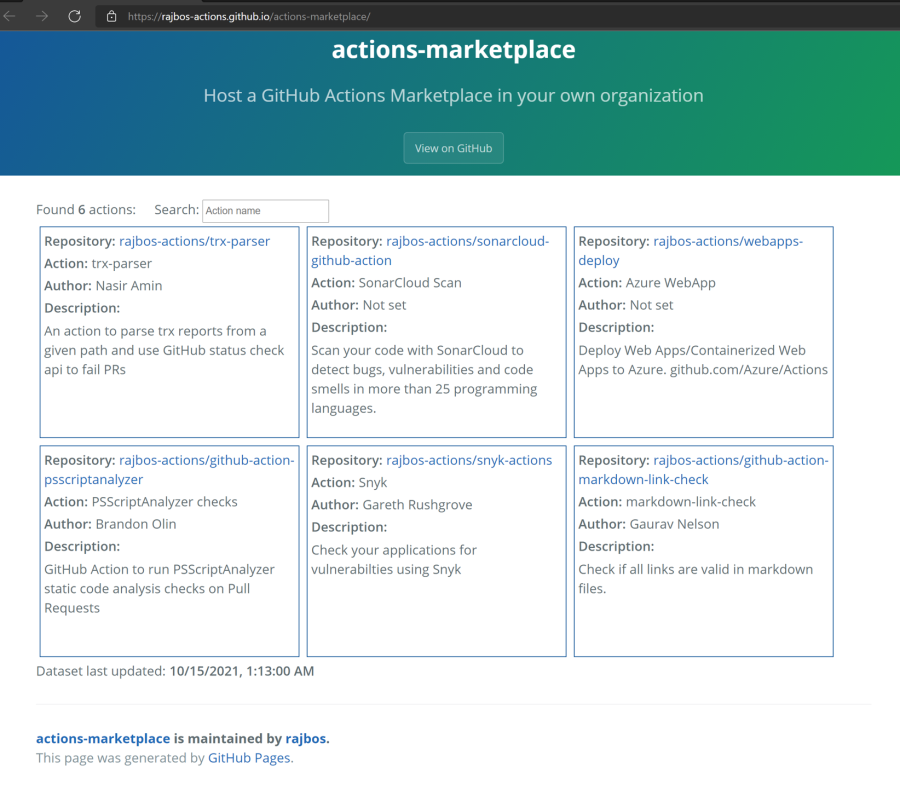 https://rajbos-actions.github.io/actions-marketplace/
actions-marketplace
Host a GitHub Actions Marketplace in your own organization
View on GitHub
Found 6 actions: Search: Action name
Repository: rajbos-actions/trx-parser
Action: trx-parser
Author: Nasir Amin
Description:
An action to parse trx reports from a
given path and use GitHub status check
api to fail PRs
Repository: rajbos-actions/sonarcloud-
github-action
Action: SonarCloud Scan
Author: Not set
Description:
Scan your code with SonarCloud to
detect bugs, vulnerabilities and code
smells in more than 25 programming
languages.
Repository: rajbos-actions/webapps-
deploy
Action: Azure WebApp
Author: Not set
Description:
Deploy Web Apps/Containerized Web
Apps to Azure. github.com/Azure/Actions
Repository: rajbos-actions/github-action-
psscriptanalyzer
Action: PSScriptAnalyzer checks
Author: Brandon Olin
Description:
GitHub Action to run PSScriptAnalyzer
static code analysis checks on Pull
Requests
Repository: rajbos-actions/snyk-actions
Action: Snyk
Author: Gareth Rushgrove
Description:
Check your applications for
vulnerabilties using Snyk
Repository: rajbos-actions/github-action-
markdown-link-check
Action: markdown-link-check
Author: Gaurav Nelson
Description:
Check if all links are valid in markdown
files.
Dataset last updated: 10/15/2021, 1:13:00 AM
actions-marketplace is maintained by rajbos.
This page was generated by GitHub Pages.